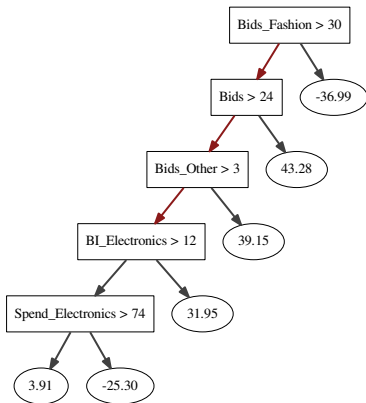 Bids_Fashion > 30
Bids > 24
-36.99
Bids_Other > 3
43.28
BI_Electronics > 12
39.15
Spend_Electronics > 74
31.95
3.91
-25.30